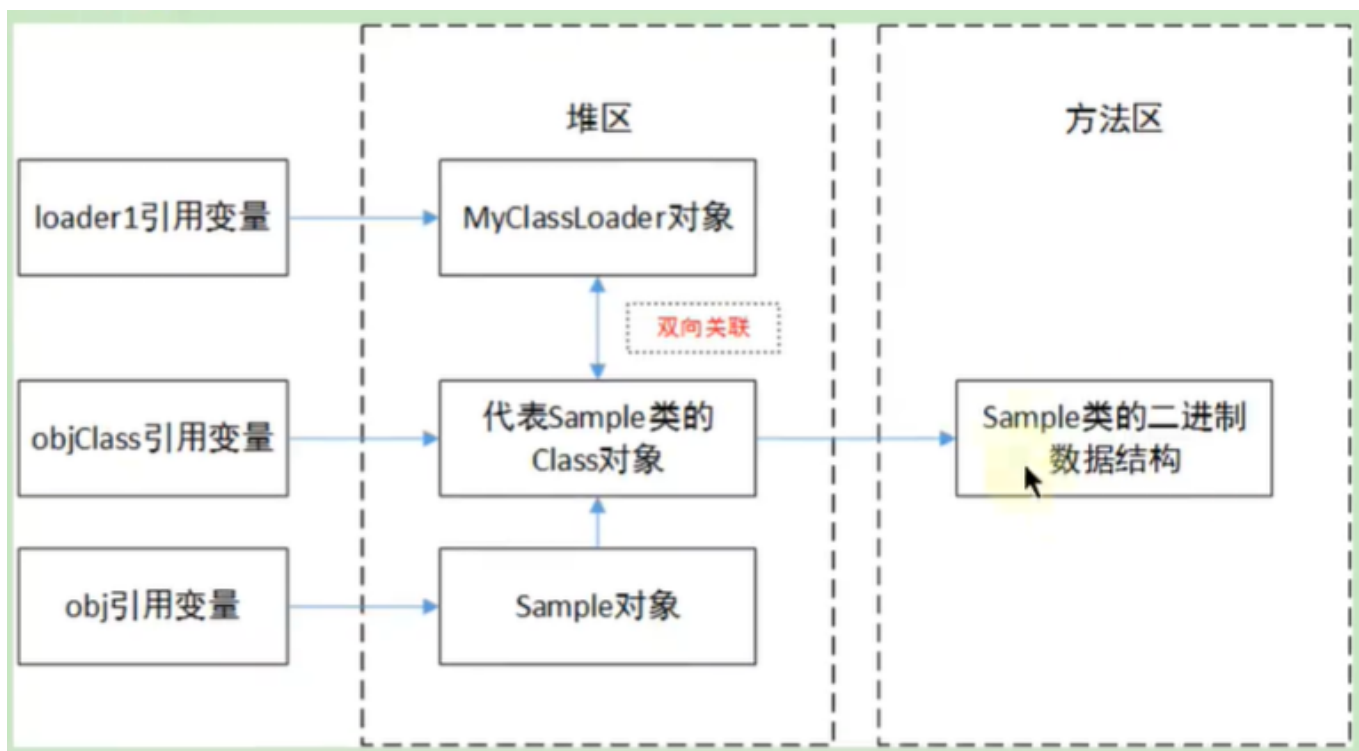 堆区
方法区
loader1引用变量
MyClassLoader对象
双向关联
objClass引用变量
代表Sample类的
Class对象
Sample类的二进制
数据结构
obj引用变量
Sample对象